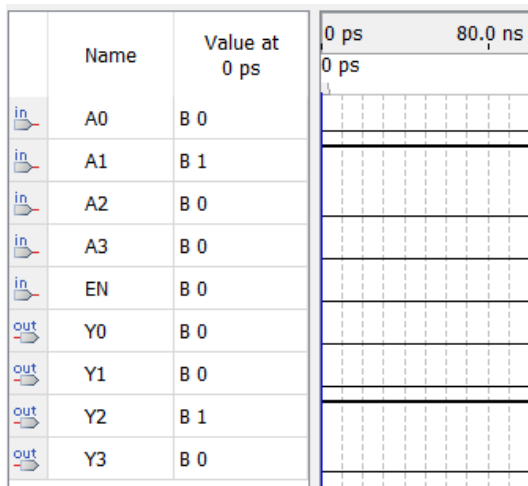 Name Value at 0 ps 0 ps 80.0 ns
0 ps
in A0 B 0
in A1 B 1
in A2 B 0
in A3 B 0
in EN B 0
out Y0 B 0
out Y1 B 0
out Y2 B 1
out Y3 B 0